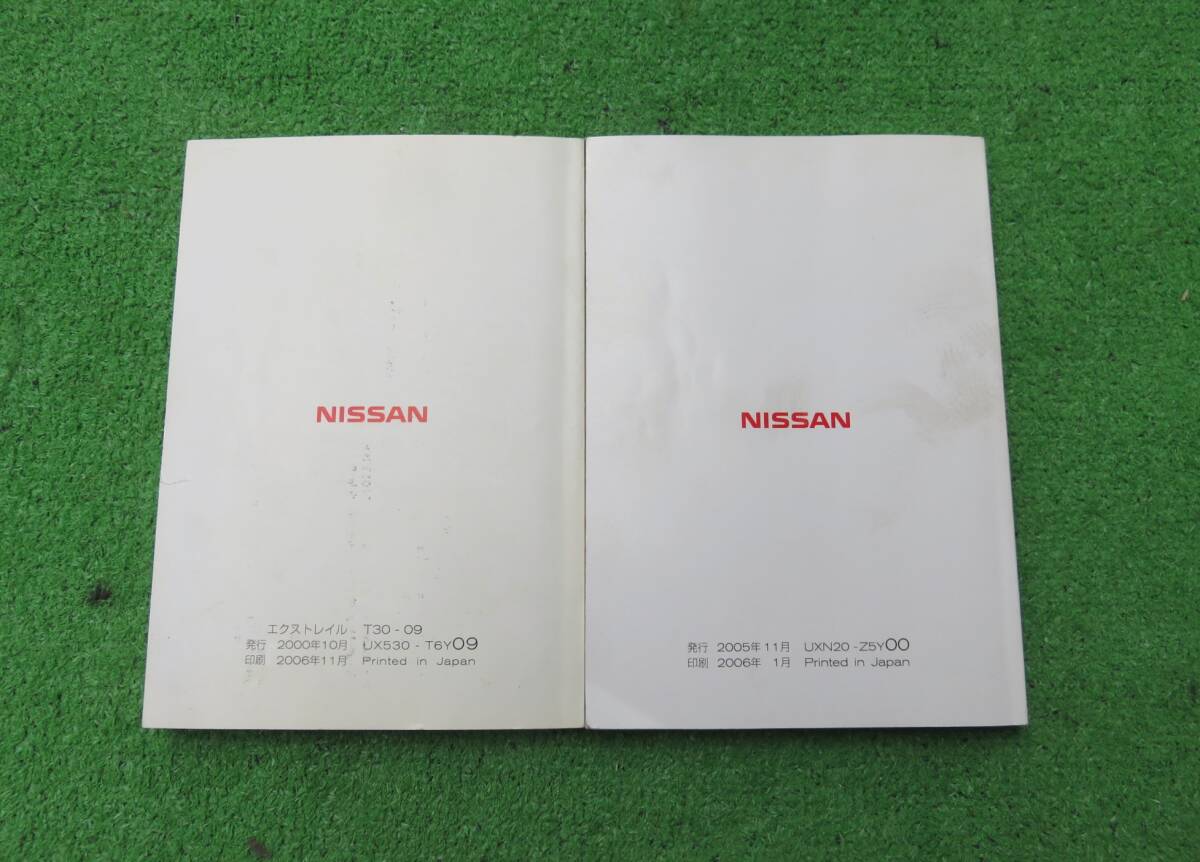 NISSAN
エクストレイル T30 - 09
発行 2000年10月 UX530 - T6Y09
印刷 2006年11月 Printed in Japan
NISSAN
発行 2005年11月 UXN20 -Z5Y00
印刷 2006年 1月 Printed in Japan